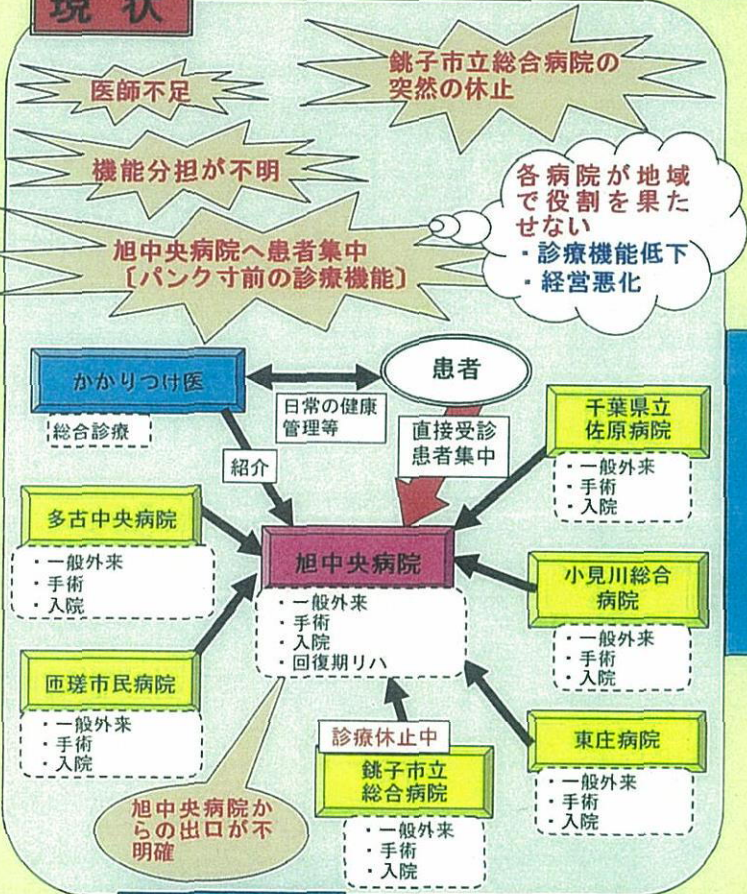 現状
医師不足
銚子市立総合病院の
突然の休止
機能分担が不明
各病院が地域
で役割を果た
せない
・診療機能低下
・経営悪化
旭中央病院へ患者集中
〔パンク寸前の診療機能〕
かかりつけ医
総合診療
日常の健康
管理等
患者
紹介
直接受診
患者集中
千葉県立
佐原病院
・一般外来
・手術
・入院
多古中央病院
・一般外来
・手術
・入院
旭中央病院
・一般外来
・手術
・入院
・回復期リハ
小見川総合
病院
・一般外来
・手術
・入院
匝瑳市民病院
・一般外来
・手術
・入院
診療休止中
銚子市立
総合病院
・一般外来
・手術
・入院
東庄病院
・一般外来
・手術
・入院
旭中央病院か
らの出口が不
明確